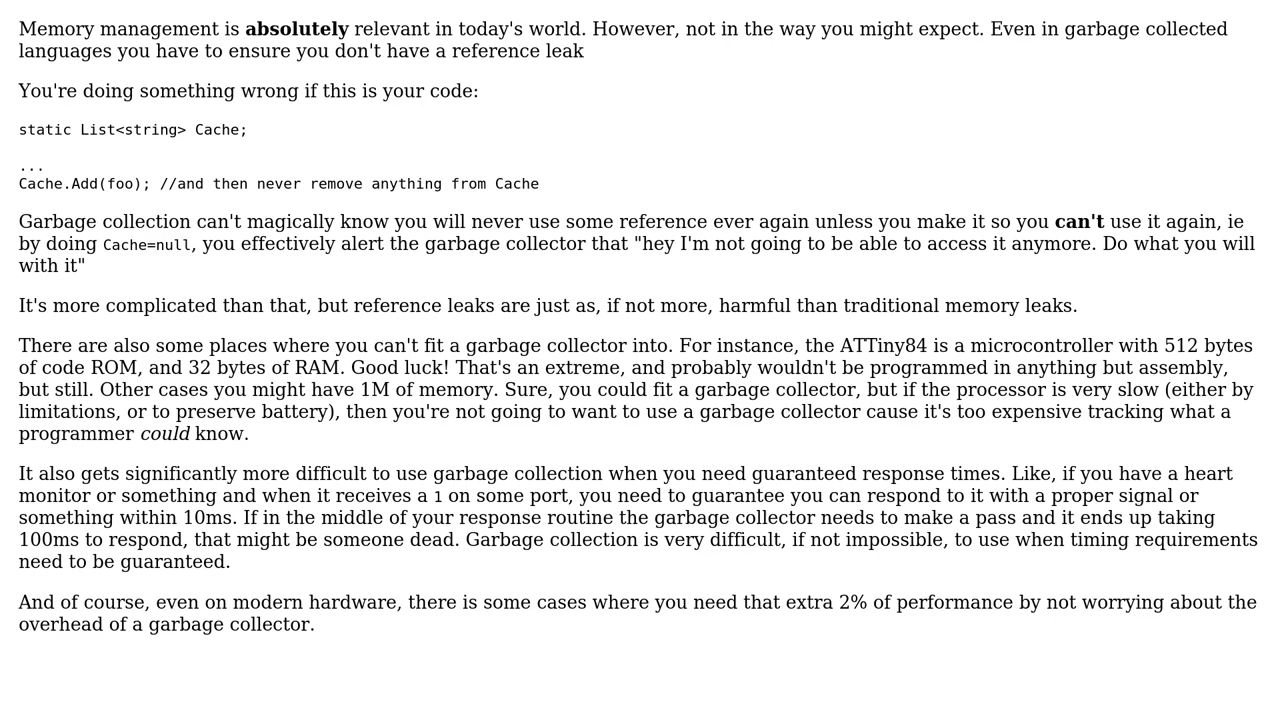 Memory management is absolutely relevant in today's world. However, not in the way you might expect. Even in garbage collected
languages you have to ensure you don't have a reference leak
You're doing something wrong if this is your code:
static List<string> Cache;
...
Cache.Add(foo); //and then never remove anything from Cache
Garbage collection can't magically know you will never use some reference ever again unless you make it so you can't use it again, ie
by doing Cache=null, you effectively alert the garbage collector that "hey I'm not going to be able to access it anymore. Do what you will
with it"
It's more complicated than that, but reference leaks are just as, if not more, harmful than traditional memory leaks.
There are also some places where you can't fit a garbage collector into. For instance, the ATTiny84 is a microcontroller with 512 bytes
of code ROM, and 32 bytes of RAM. Good luck! That's an extreme, and probably wouldn't be programmed in anything but assembly,
but still. Other cases you might have 1M of memory. Sure, you could fit a garbage collector, but if the processor is very slow (either by
limitations, or to preserve battery), then you're not going to want to use a garbage collector cause it's too expensive tracking what a
programmer could know.
It also gets significantly more difficult to use garbage collection when you need guaranteed response times. Like, if you have a heart
monitor or something and when it receives a 1 on some port, you need to guarantee you can respond to it with a proper signal or
something within 10ms. If in the middle of your response routine the garbage collector needs to make a pass and it ends up taking
100ms to respond, that might be someone dead. Garbage collection is very difficult, if not impossible, to use when timing requirements
need to be guaranteed.
And of course, even on modern hardware, there is some cases where you need that extra 2% of performance by not worrying about the
overhead of a garbage collector.